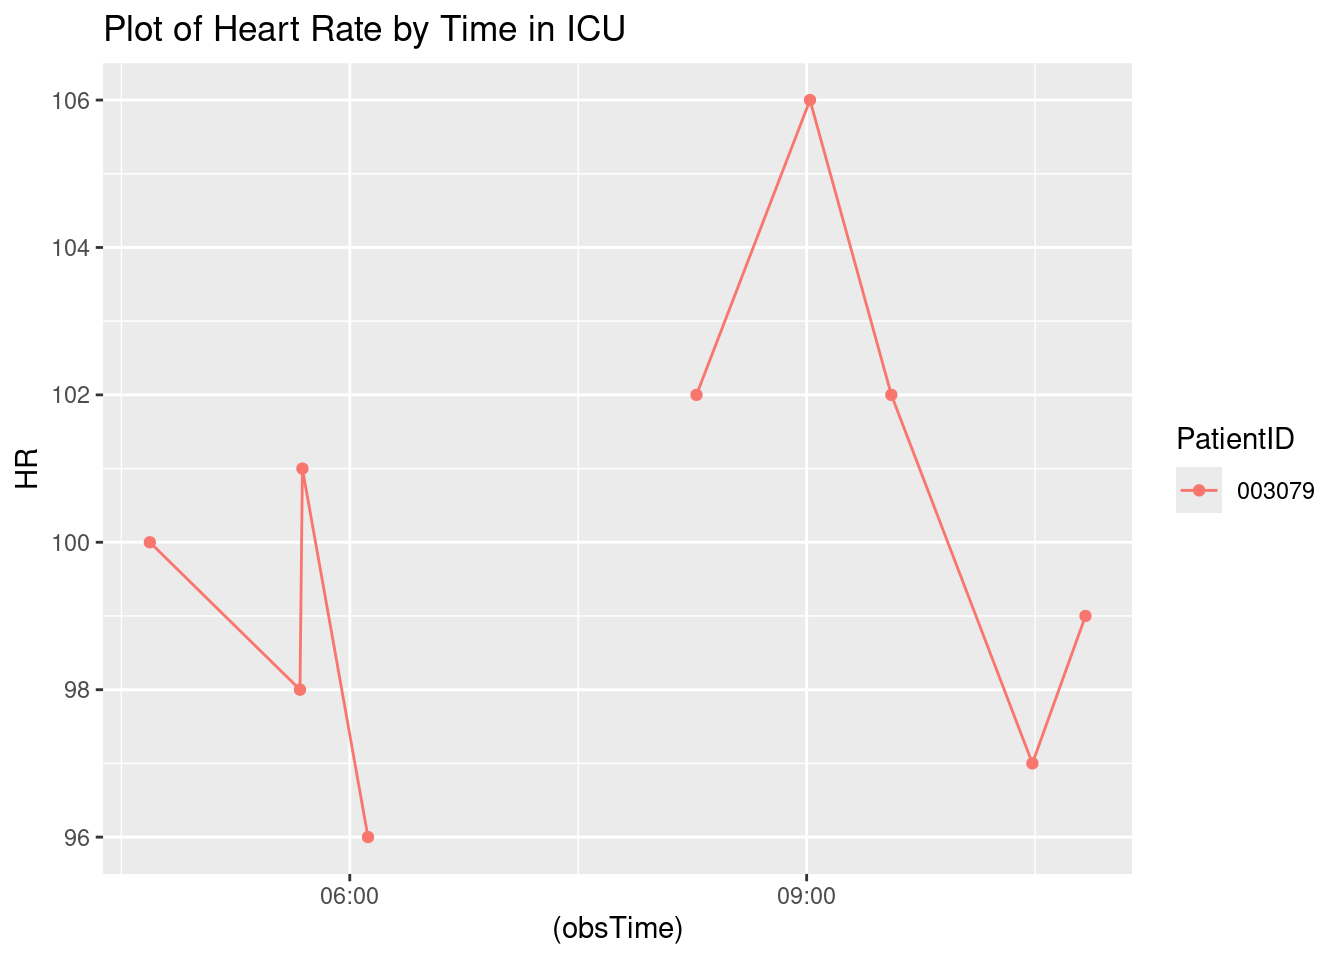 Plot of Heart Rate by Time in ICU
106
104
102
100
98
96
HR
06:00
09:00
(obsTime)
PatientID
003079